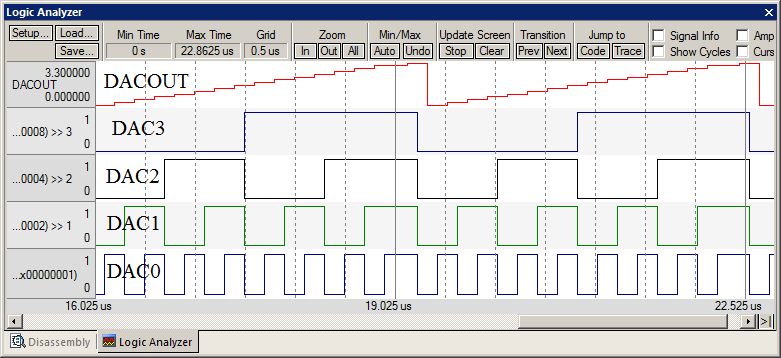 Logic Analyzer
Setup... Load... Min Time Max Time Grid Zoom Min/Max Update Screen Transition Jump to Signal Info Amp
Save... 0 s 22.8625 us 0.5 us In Out All Auto Undo Stop Clear Prev Next Code Trace Show Cycles Curs
3.300000
DACOUT
0.000000
DACOUT
1
...0008) >> 3
0
DAC3
1
...0004) >> 2
0
DAC2
1
...0002) >> 1
0
DAC1
1
...x00000001)
0
DAC0
16.025 us 19.025 us 22.525 us
Disassembly Logic Analyzer